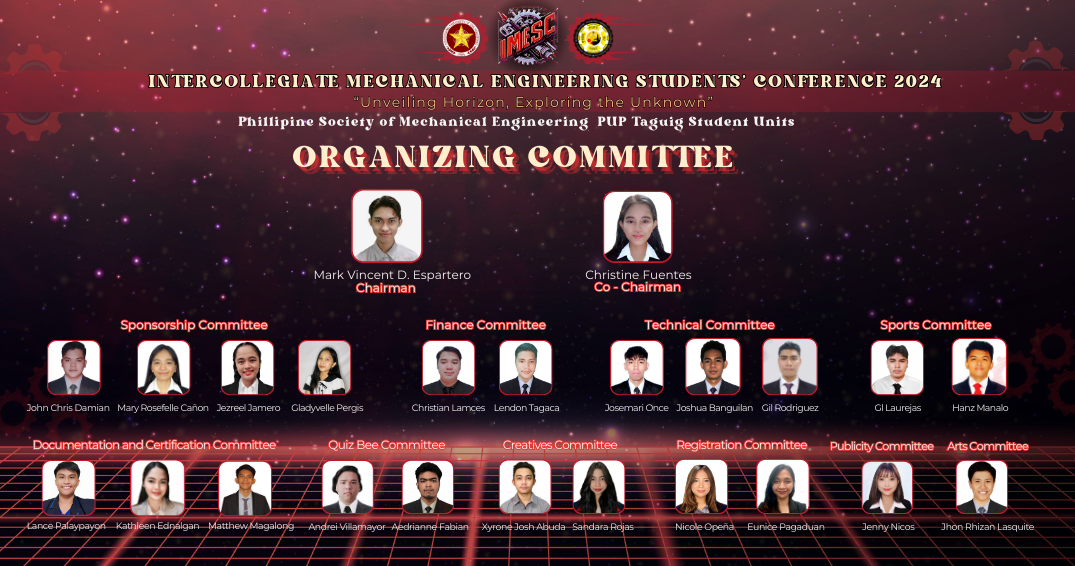 IMESC
INTERCOLLEGIATE MECHANICAL ENGINEERING STUDENTS' CONFERENCE 2024
"Unveiling Horizon, Exploring the Unknown"
Phillipine Society of Mechanical Engineering PUP Taguig Student Units
ORGANIZING COMMITTEE
Mark Vincent D. Espartero
Chairman
Christine Fuentes
Co - Chairman
Sponsorship Committee
John Chris Damian Mary Rosefelle Cañon Jezreel Jamero Gladyvelle Pergis
Finance Committee
Christian Lamces Lendon Tagaca
Technical Committee
Josemari Once Joshua Banguilan Gil Rodriguez
Sports Committee
Gl Laurejas Hanz Manalo
Documentation and Certification Committee
Lance Palaypayon Kathleen Ednalgan Matthew Magalong
Quiz Bee Committee
Andrei Villamayor Aedrianne Fabian
Creatives Committee
Xyrone Josh Abuda Sandara Rojas
Registration Committee
Nicole Opeña Eunice Pagaduan
Publicity Committee
Jenny Nicos
Arts Committee
Jhon Rhizan Lasquite